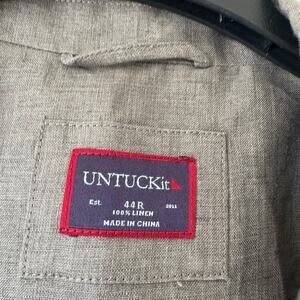 UNTUCKit
Est. 44R 2011
100% LINEN
MADE IN CHINA